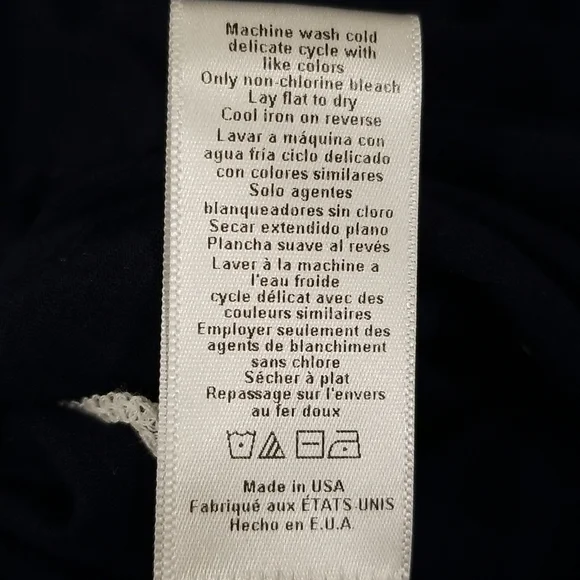 Machine wash cold
delicate cycle with
like colors
Only non-chlorine bleach
Lay flat to dry
Cool iron on reverse
Lavar a máquina con
agua fría ciclo delicado
con colores similares
Solo agentes
blanqueadores sin cloro
Secar extendido plano
Plancha suave al revés
Laver à la machine a
l'eau froide
cycle délicat avec des
couleurs similaires
Employer seulement des
agents de blanchiment
sans chlore
Sécher à plat
Repassage sur l'envers
au fer doux
Made in USA
Fabriqué aux ÉTATS UNIS
Hecho en E.U.A